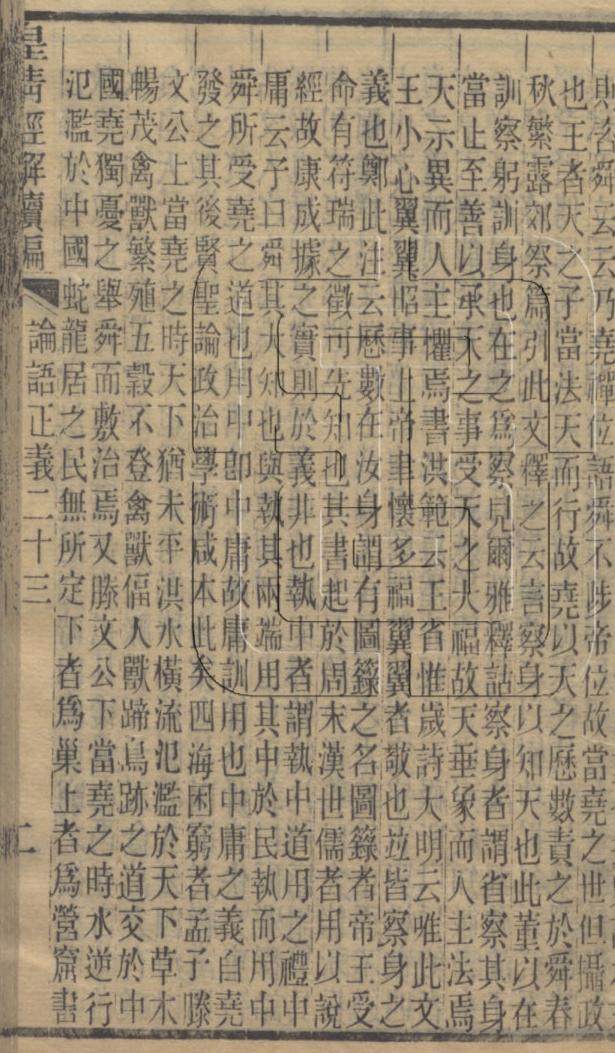 則咨舜云云乃堯禪位語舜不陟帝位故當堯之世但攝政
也王者天之子當法天而行故堯以天之歷數責之於舜春
秋繁露郊祭篇引此文釋之云言察身以知天也此董以在
訓察躬訓身也在之爲察見爾雅釋詁察身者謂省察其身
當止至善以承天之事受天之大福故天垂象而人主法焉
天示異而人主懼焉書洪範云王省惟歲詩大明云唯此文
王小心翼翼昭事上帝聿懷多福翼翼者敬也竝皆察身之
義也鄭此注云歷數在汝身謂有圖籙之名圖籙者帝王受
命有符瑞之徵可先知也其書起於周末漢世儒者用以說
經故康成據之實則於義非也執中者謂執中道用之禮中
庸云子曰舜其大知也與執其兩端用其中於民執而用中
舜所受堯之道也用中卽中庸故庸訓用也中庸之義自堯
發之其後賢聖論政治學術咸本此矣四海困窮者孟子滕
文公上當堯之時天下猶未平洪水橫流氾濫於天下草木
暢茂禽獸繁殖五穀不登禽獸偪人獸蹄鳥跡之道交於中
國堯獨憂之舉舜而敷治焉又滕文公下當堯之時水逆行
氾濫於中國蛇龍居之民無所定下者爲巢上者爲營窟書
皇清經解續編
論語正義二十三
二